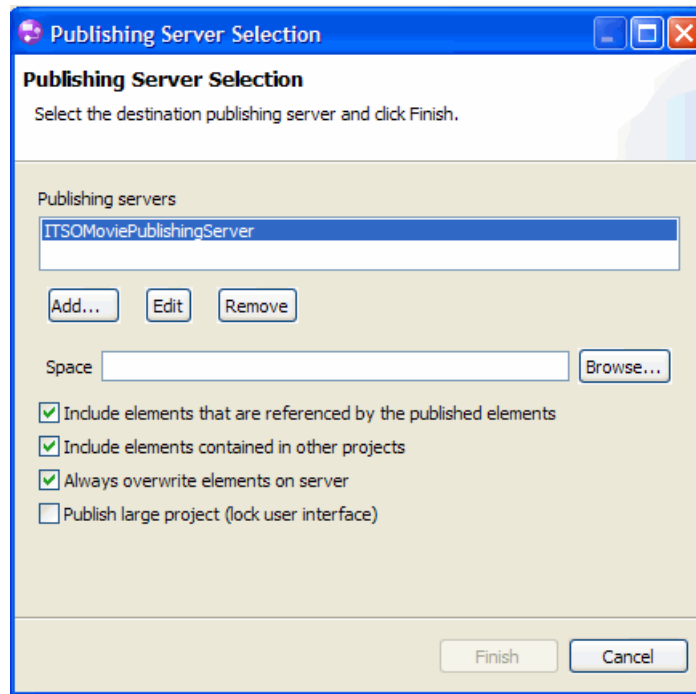 Publishing Server Selection
Publishing Server Selection
Select the destination publishing server and click Finish.
Publishing servers
ITSOMoviePublishingServer
Add... Edit Remove
Space Browse...
Include elements that are referenced by the published elements
Include elements contained in other projects
Always overwrite elements on server
Publish large project (lock user interface)
Finish Cancel